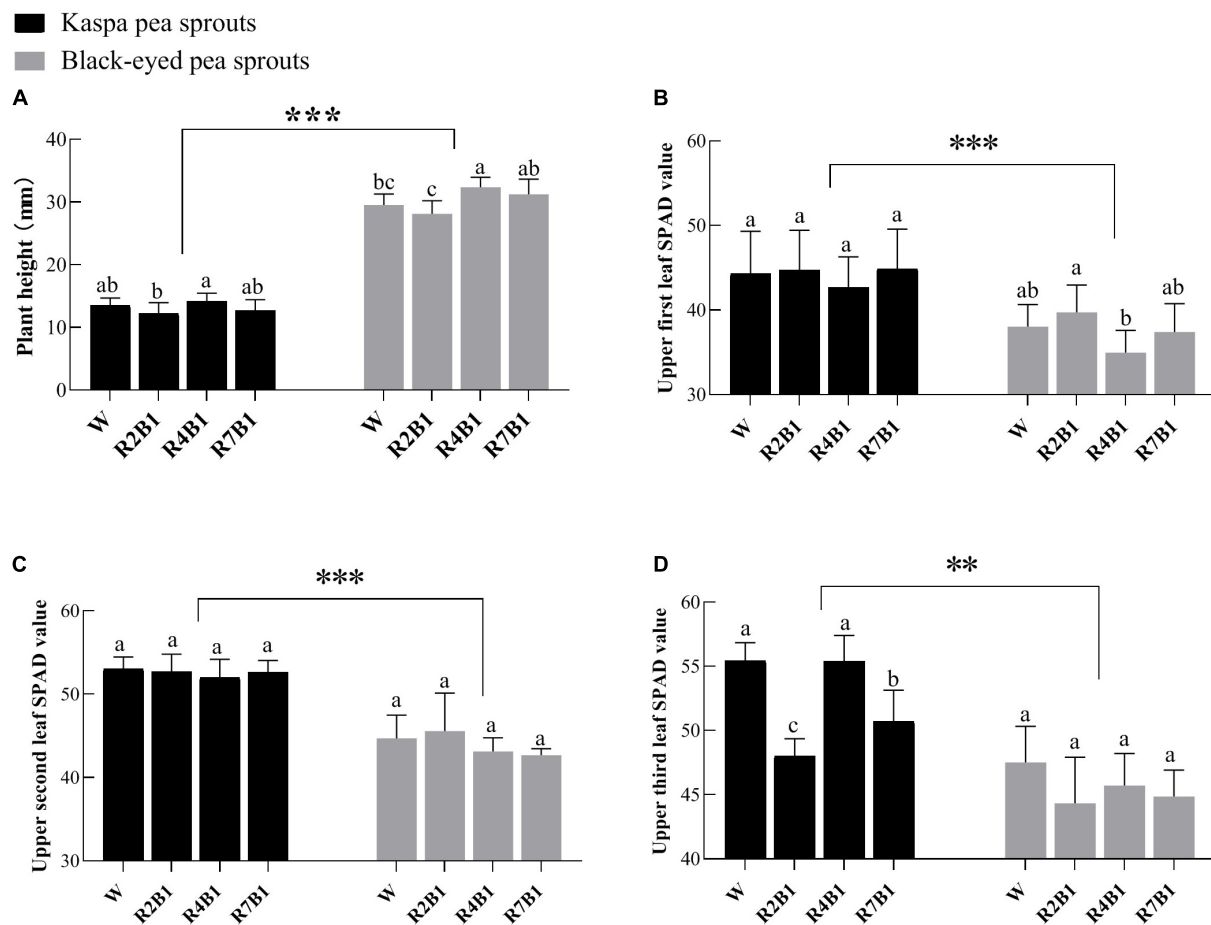 Kaspa pea sprouts
Black-eyed pea sprouts
A
***
Plant height (mm)
40
30
20
10
0
ab b a ab
bc c a ab
W R2B1 R4B1 R7B1
W R2B1 R4B1 R7B1
B
***
Upper first leaf SPAD value
60
50
40
30
a a a a
ab a b ab
W R2B1 R4B1 R7B1
W R2B1 R4B1 R7B1
C
***
Upper second leaf SPAD value
60
50
40
30
a a a a
a a a a
W R2B1 R4B1 R7B1
W R2B1 R4B1 R7B1
D
**
Upper third leaf SPAD value
60
55
50
45
40
a c a b
a a a a
W R2B1 R4B1 R7B1
W R2B1 R4B1 R7B1